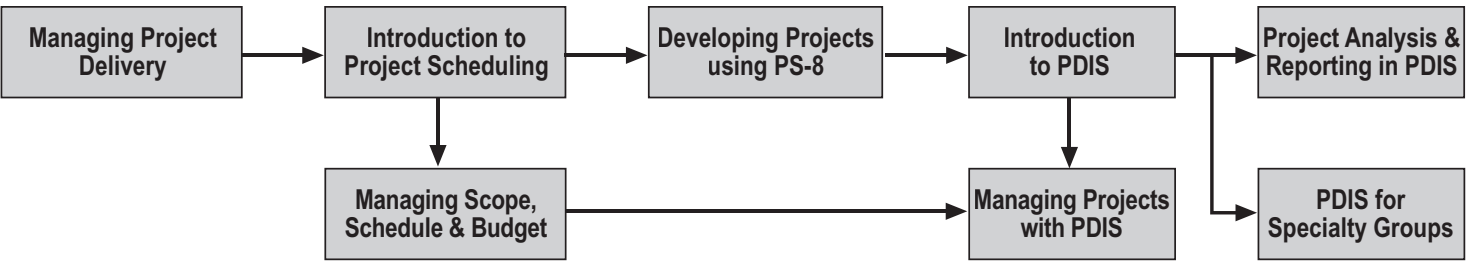 Managing Project
Delivery
Introduction to
Project Scheduling
Developing Projects
using PS-8
Introduction
to PDIS
Project Analysis &
Reporting in PDIS
Managing Scope,
Schedule & Budget
Managing Projects
with PDIS
PDIS for
Specialty Groups